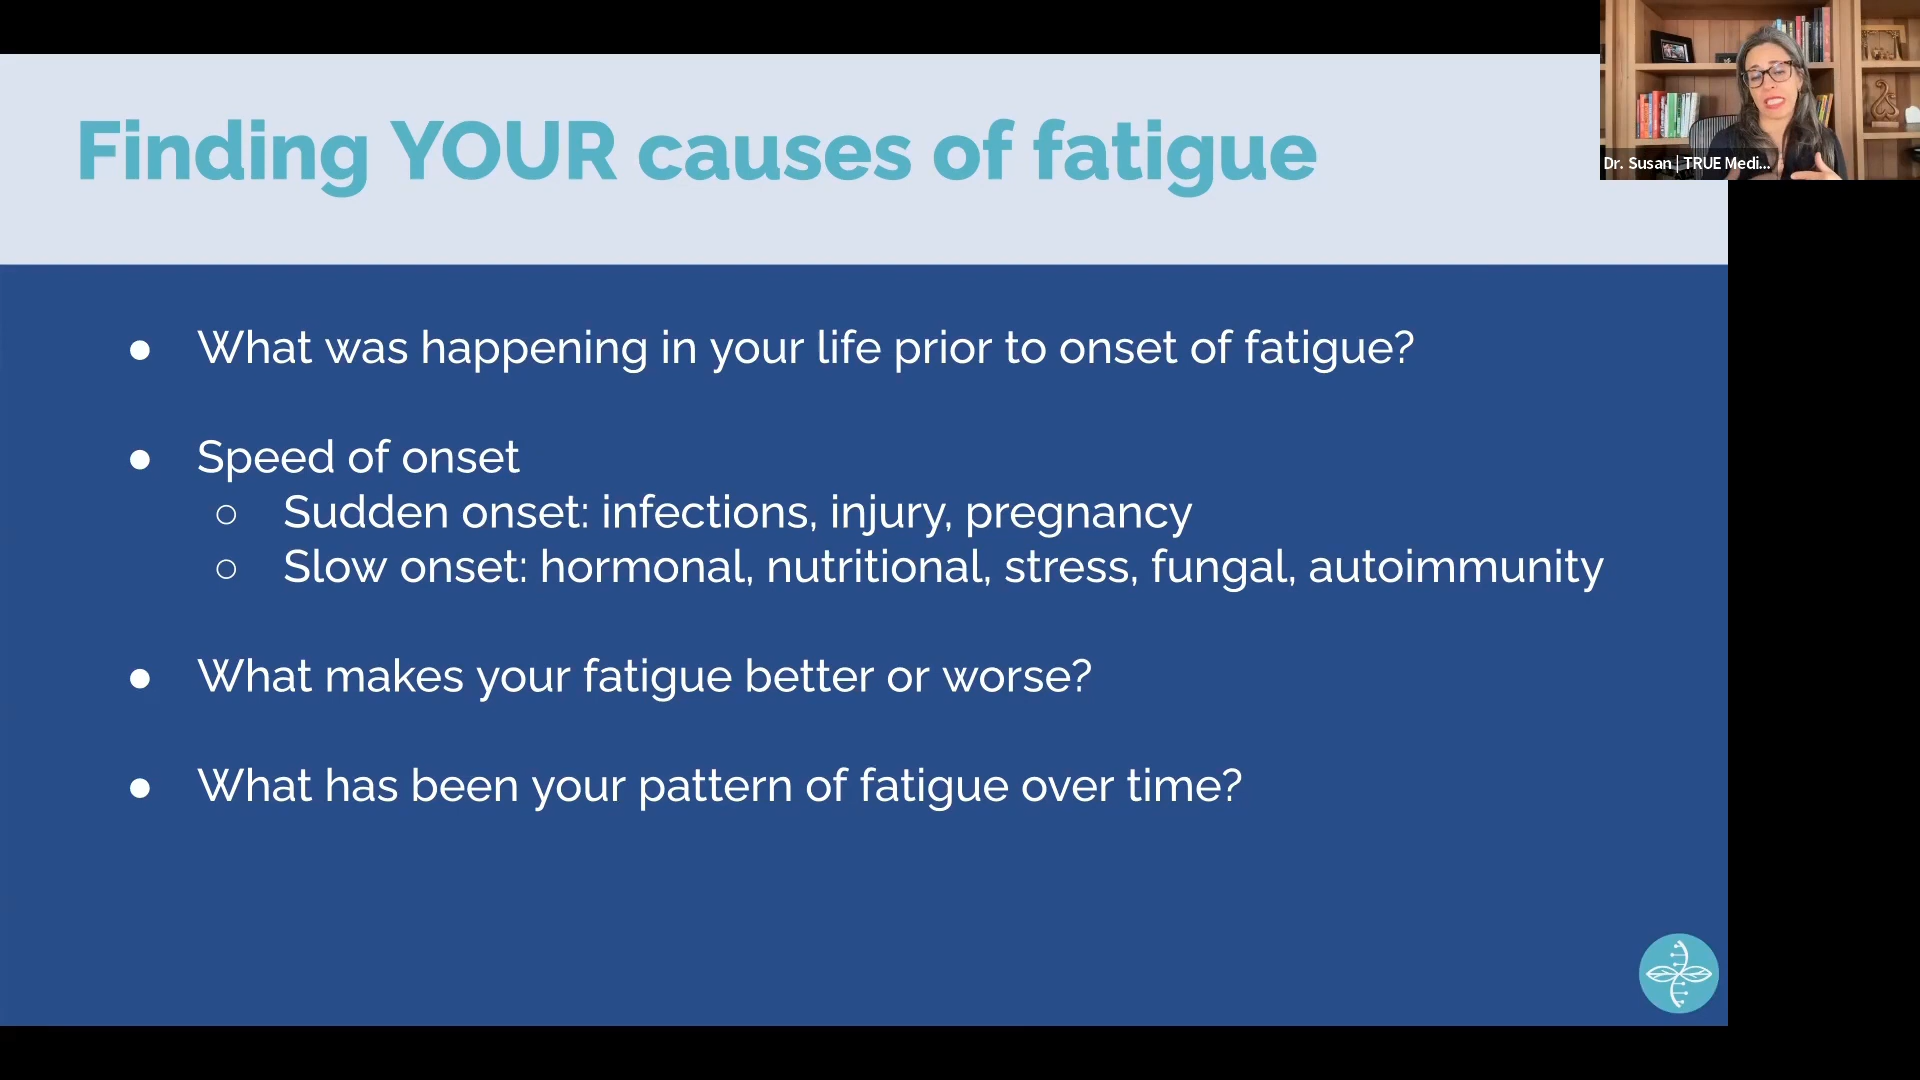 Finding YOUR causes of fatigue
Dr. Susan | TRUE Medi...
● What was happening in your life prior to onset of fatigue?
● Speed of onset
○ Sudden onset: infections, injury, pregnancy
○ Slow onset: hormonal, nutritional, stress, fungal, autoimmunity
● What makes your fatigue better or worse?
● What has been your pattern of fatigue over time?